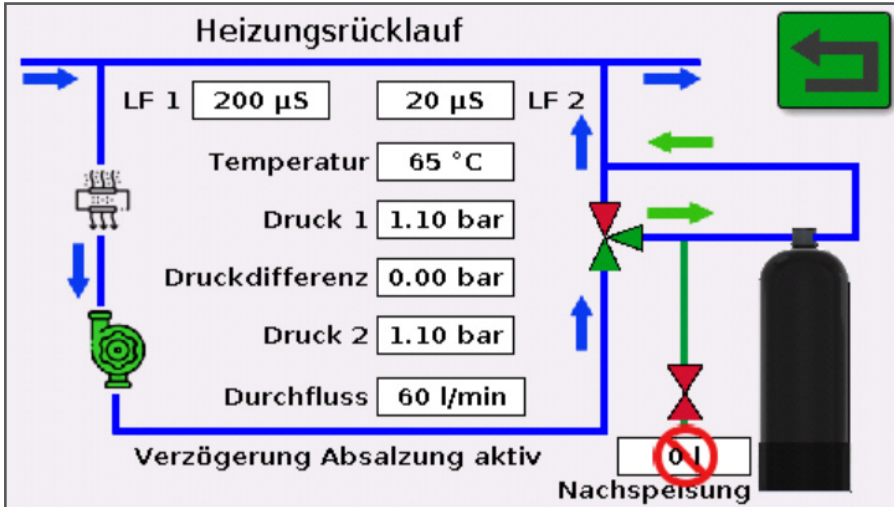 Heizungsrücklauf
LF 1 200 µS 20 µS LF 2
Temperatur 65 °C
Druck 1 1.10 bar
Druckdifferenz 0.00 bar
Druck 2 1.10 bar
Durchfluss 60 l/min
Verzögerung Absalzung aktiv 0 l
Nachspeisung